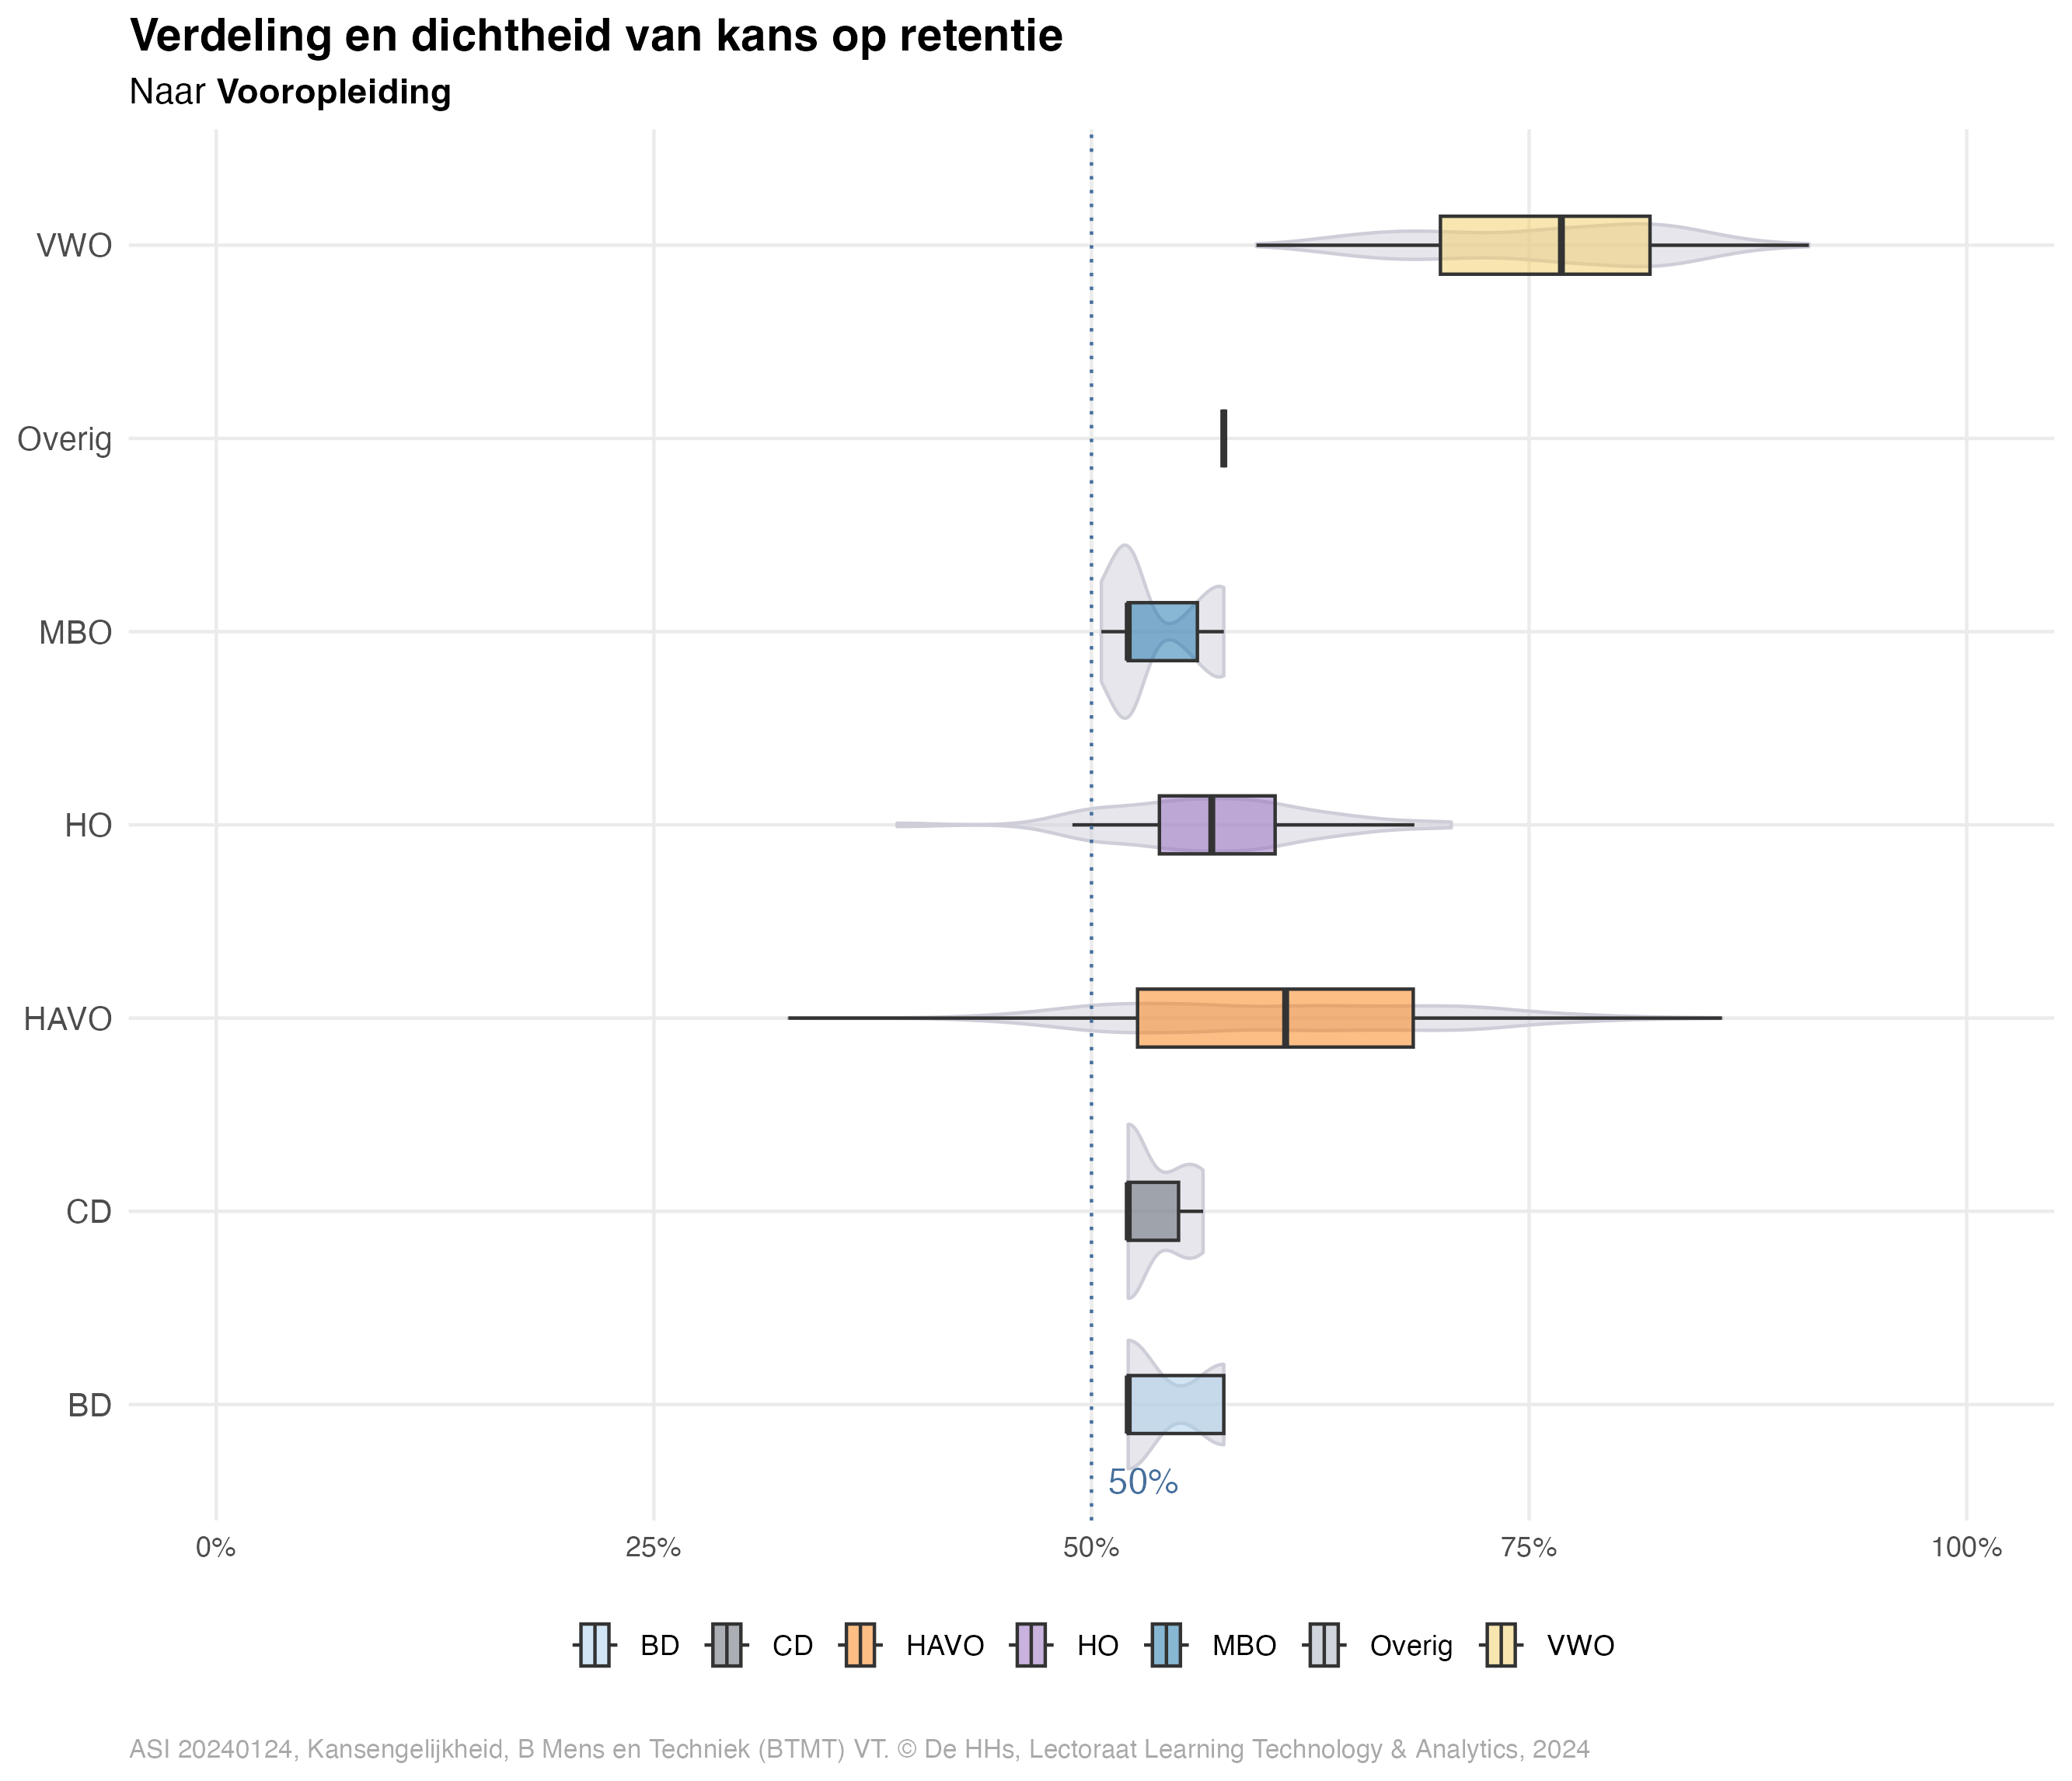 Verdeling en dichtheid van kans op retentie
Naar Vooropleiding
VWO
Overig
MBO
HO
HAVO
CD
BD
50%
0% 25% 50% 75% 100%
BD CD HAVO HO MBO Overig VWO
ASI 20240124, Kansengelijkheid, B Mens en Techniek (BTMT) VT. © De HHs, Lectoraat Learning Technology & Analytics, 2024